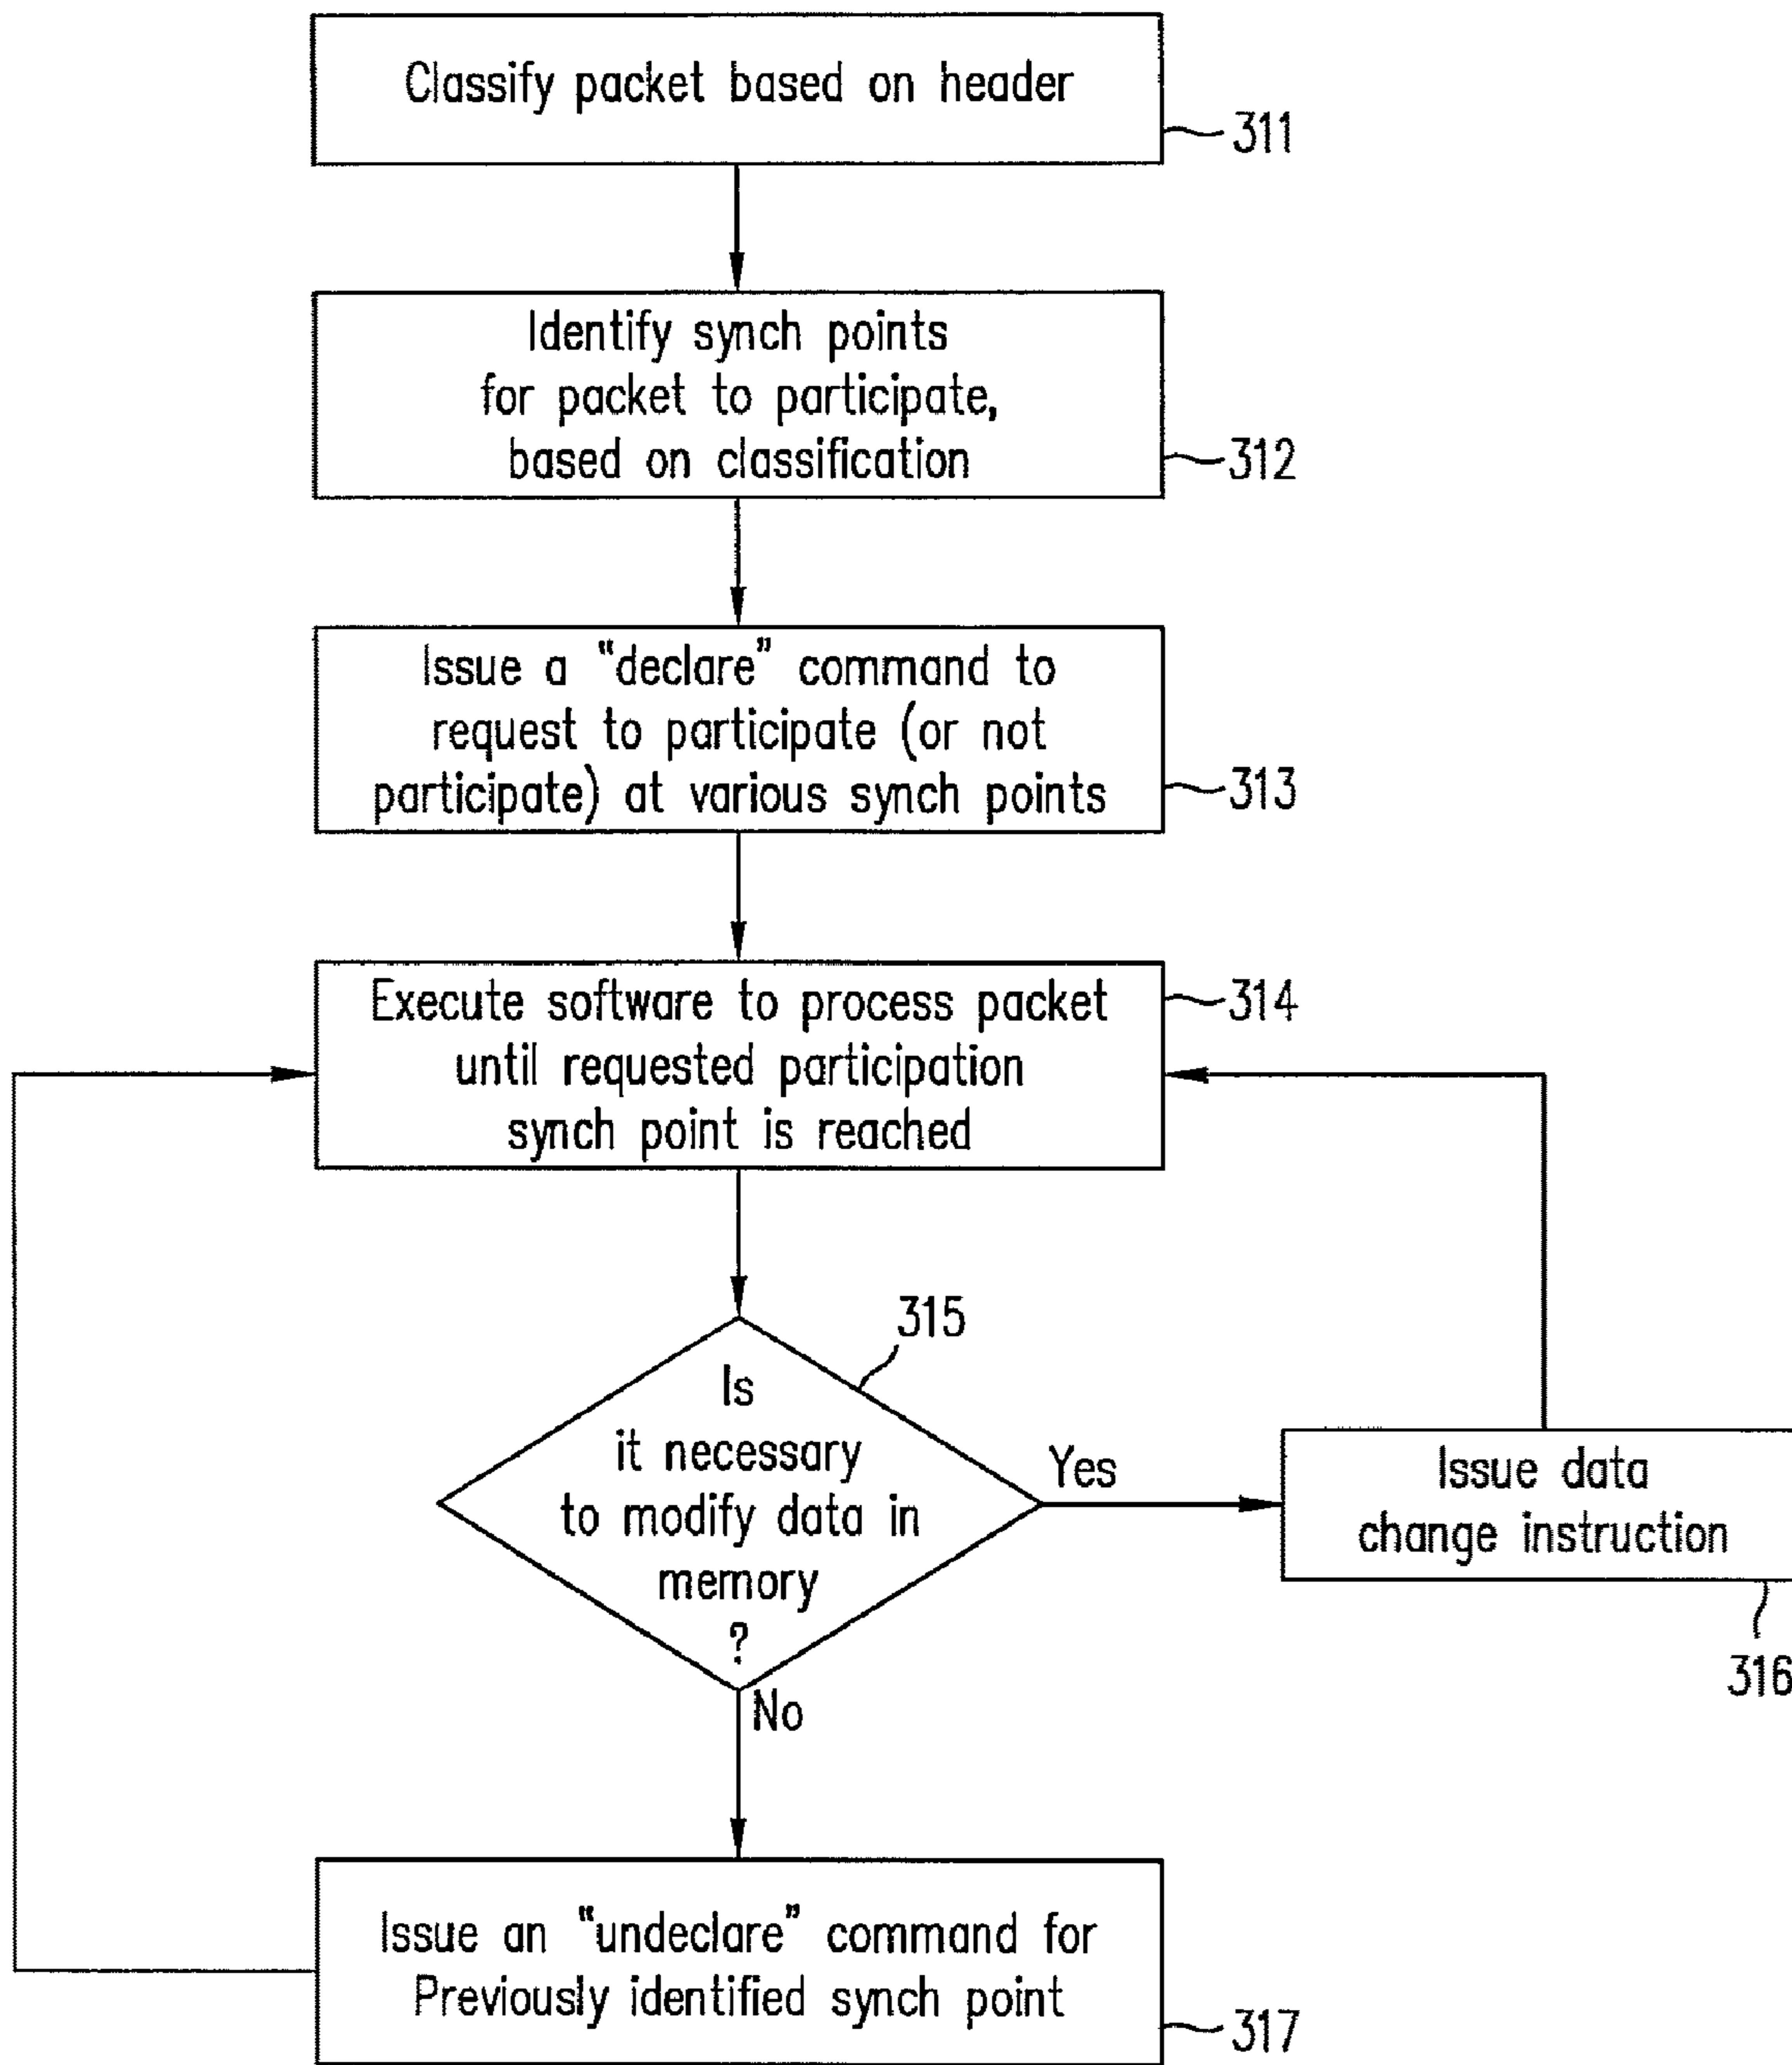 Classify packet based on header
311
Identify synch points
for packet to participate,
based on classification
312
Issue a “declare” command to
request to participate (or not
participate) at various synch points
313
Execute software to process packet
until requested participation
synch point is reached
314
315
Is
it necessary
to modify data in
memory
?
Yes
Issue data
change instruction
316
No
Issue an “undeclare” command for
Previously identified synch point
317